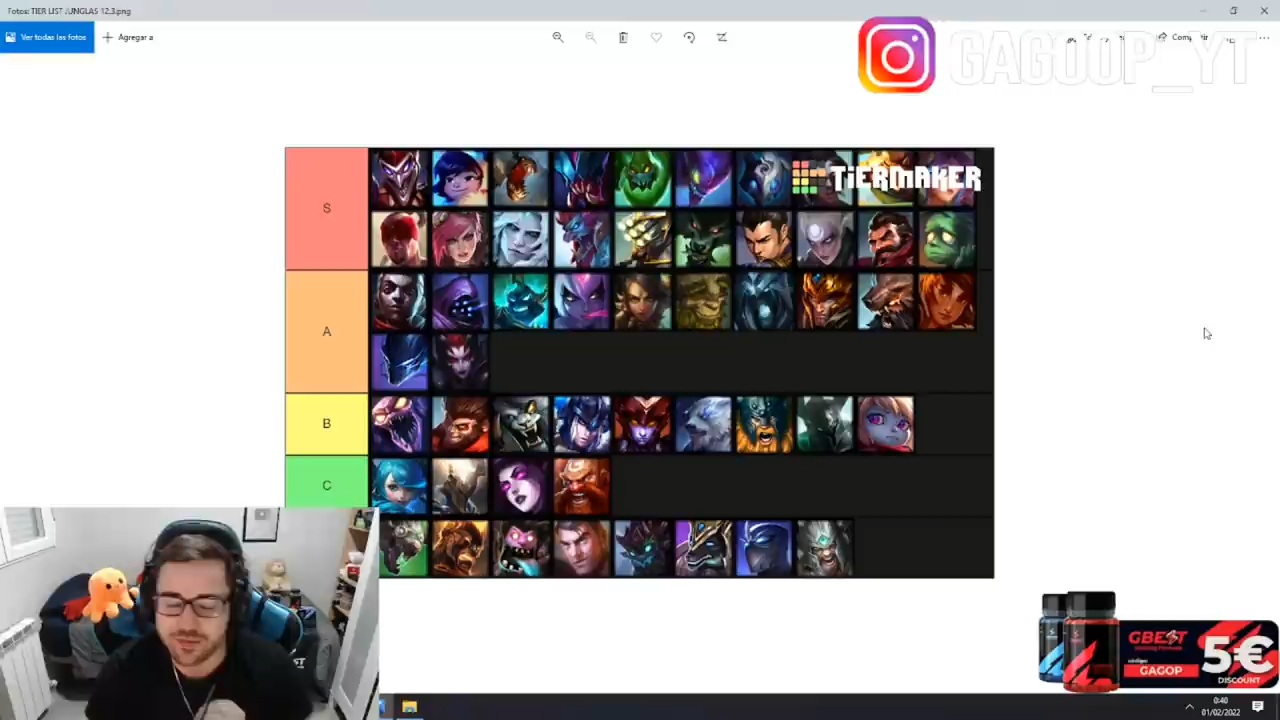 Fotos: TIER LIST JUNGLAS 12.3.png
Ver todas las fotos
Agregar a
GAGOOP_YT
TiERMAKER
S
A
B
C
GBEST
código
GAGOP
5€
DISCOUNT
0:40
01/02/2022